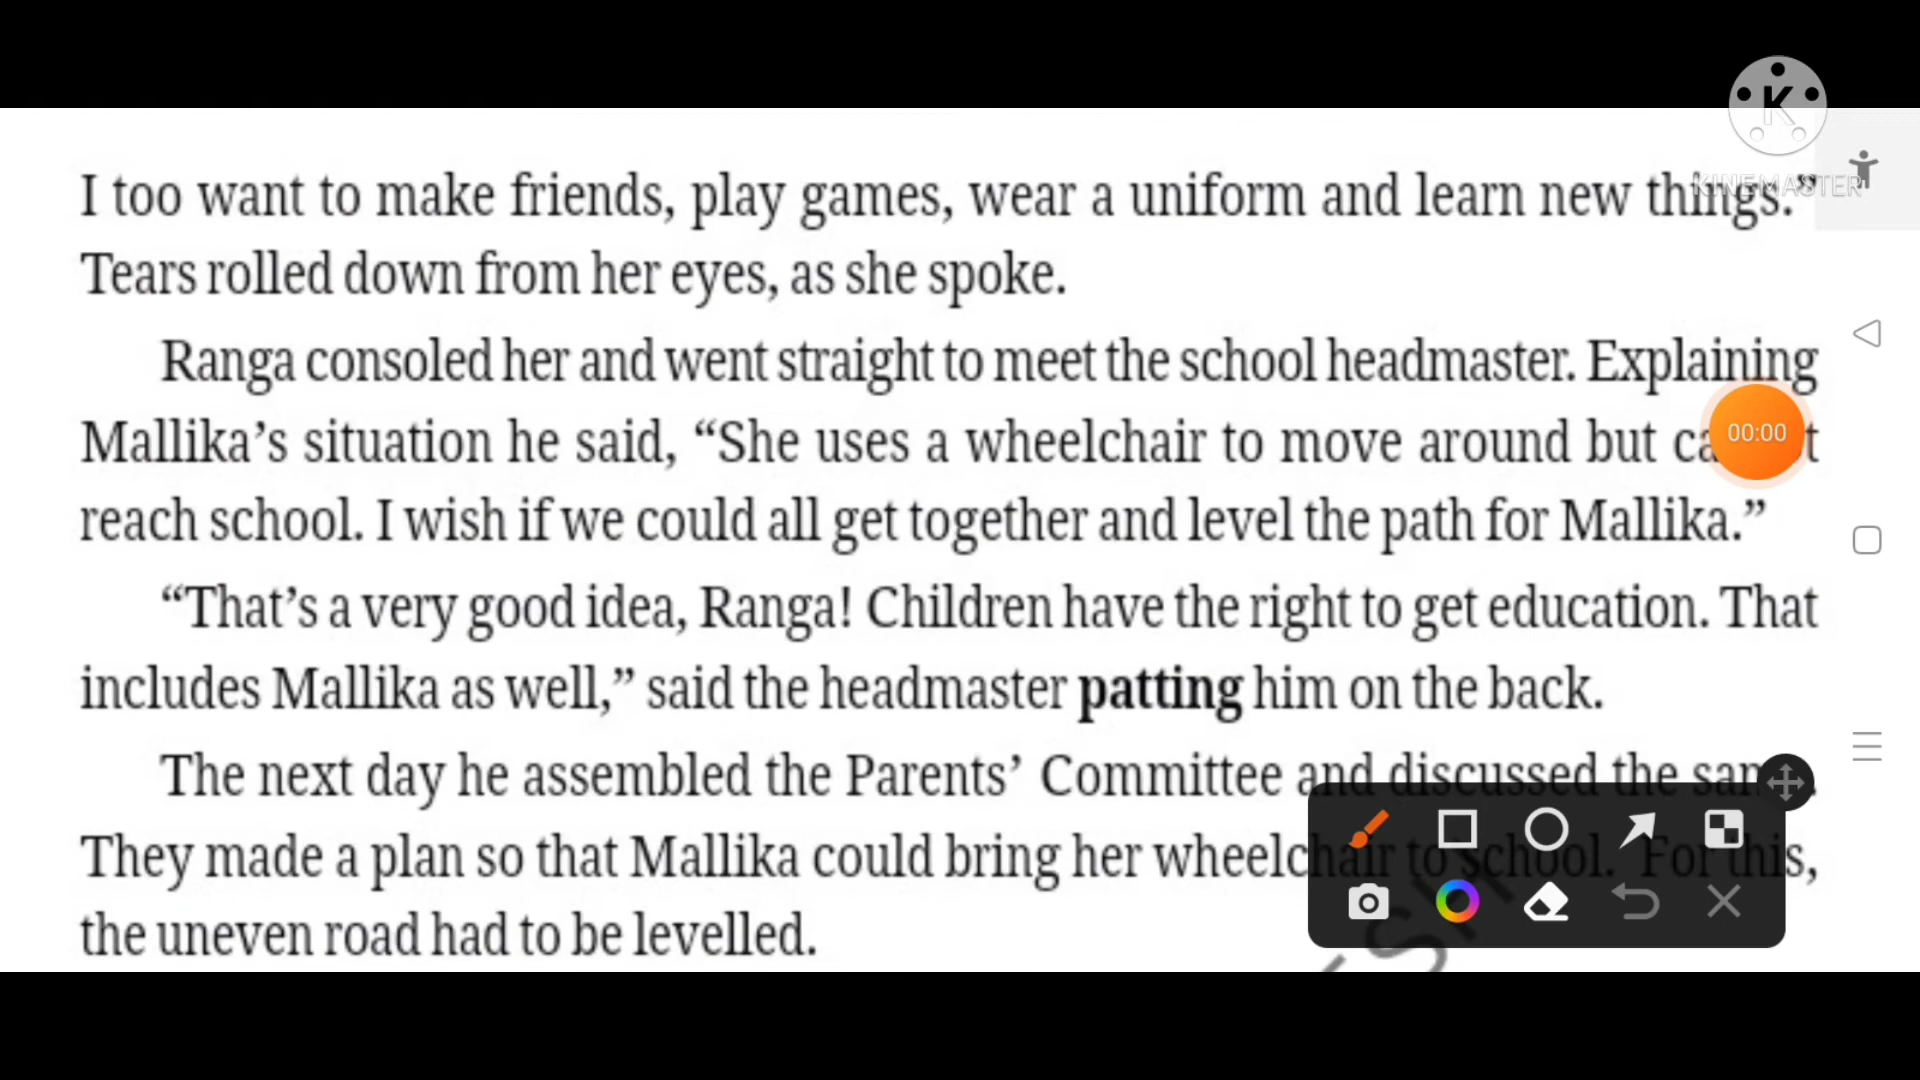 I too want to make friends, play games, wear a uniform and learn new things.”
KINEMASTER
Tears rolled down from her eyes, as she spoke.
Ranga consoled her and went straight to meet the school headmaster. Explaining
Mallika’s situation he said, “She uses a wheelchair to move around but
00:00
reach school. I wish if we could all get together and level the path for Mallika.”
“That’s a very good idea, Ranga! Children have the right to get education. That
includes Mallika as well,” said the headmaster patting him on the back.
The next day he assembled the Parents’ Committee and discussed the
They made a plan so that Mallika could bring her wheelchair to school. For this,
the uneven road had to be levelled.